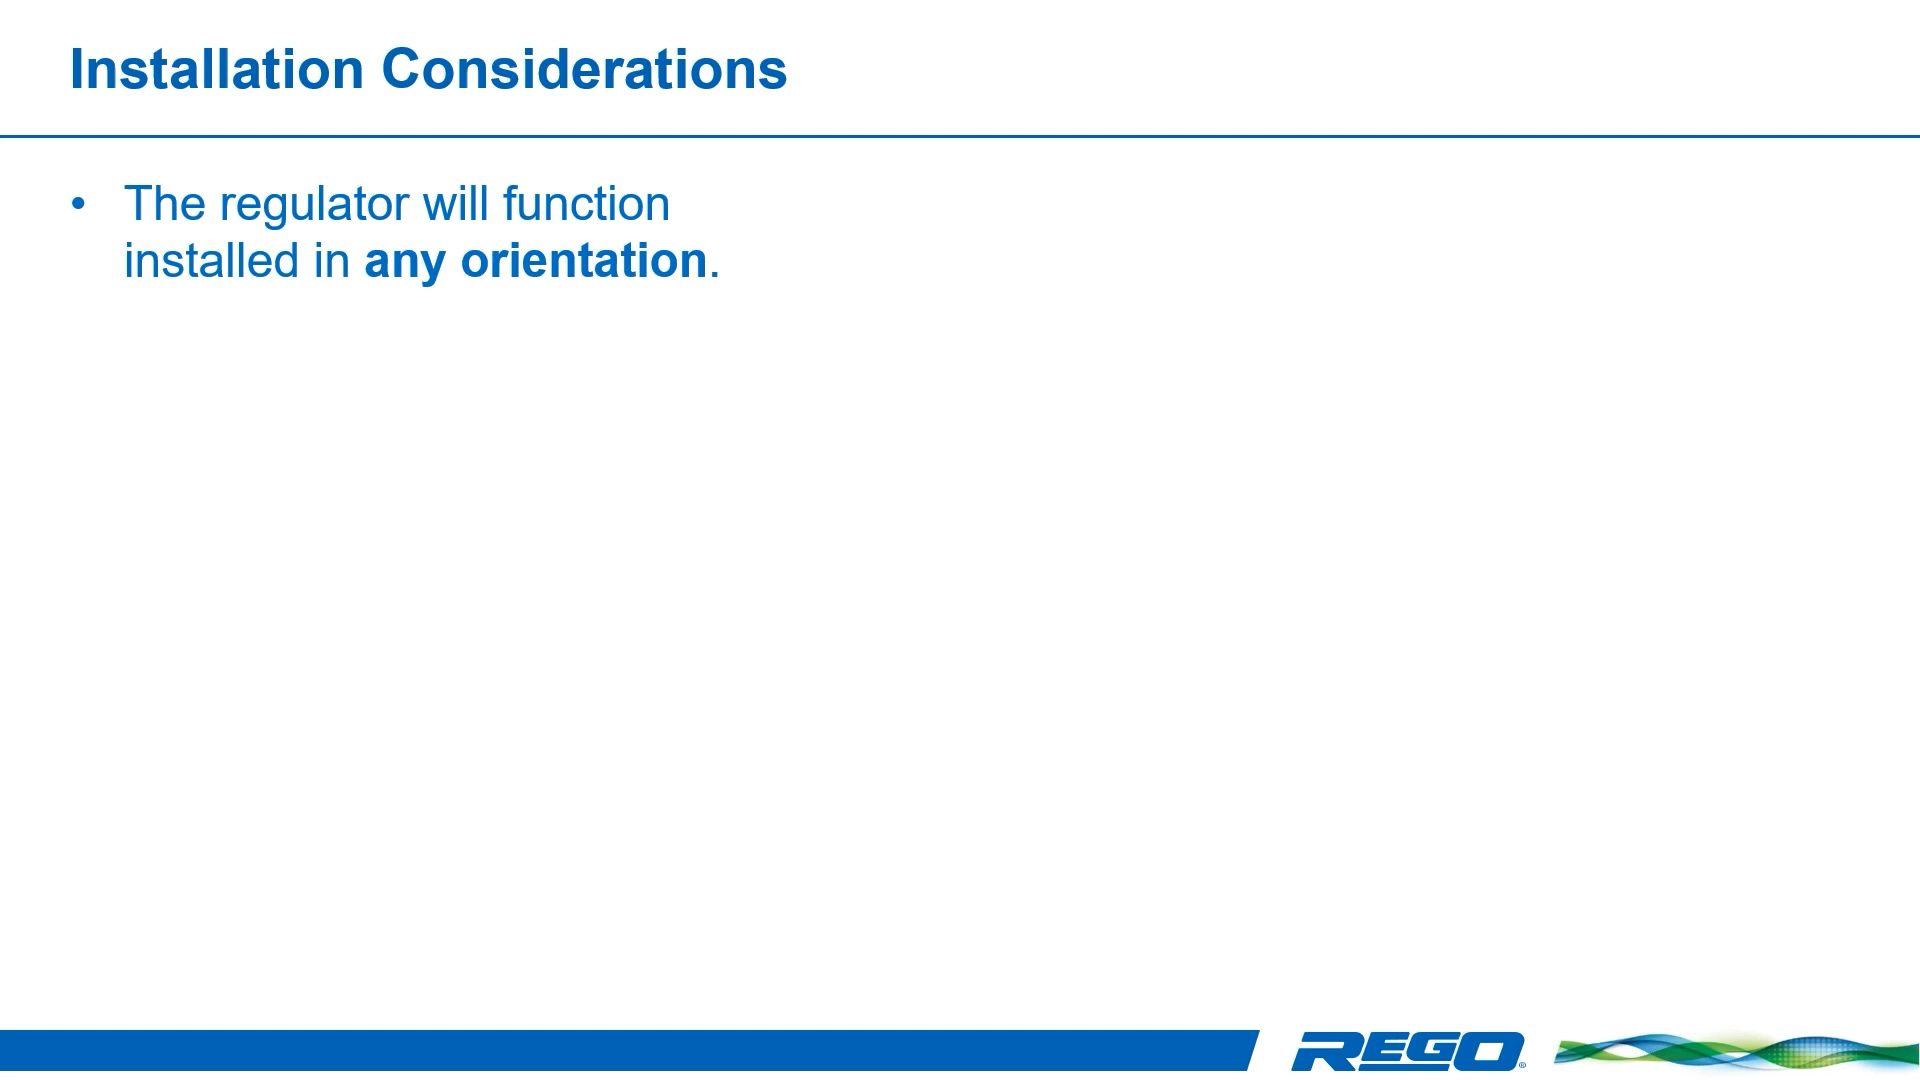 Installation Considerations
• The regulator will function
installed in any orientation.
REGO®